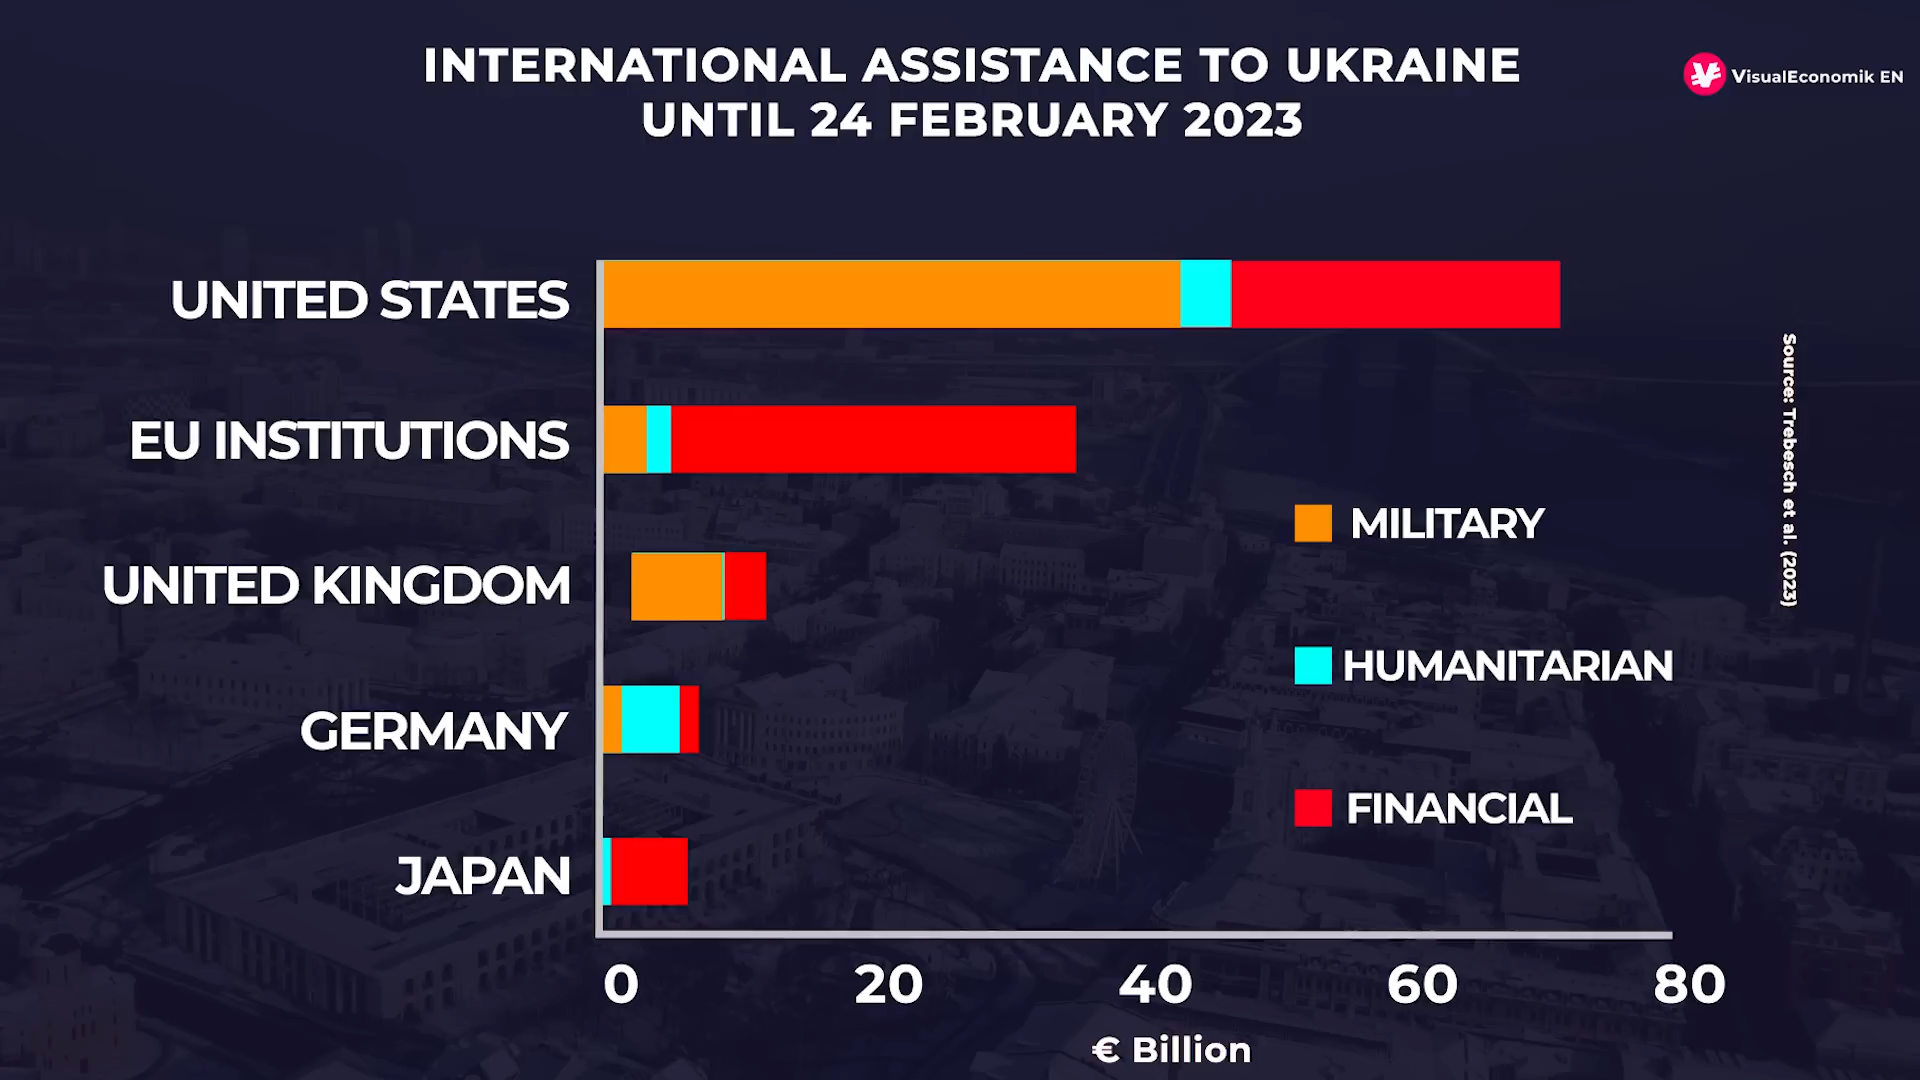 INTERNATIONAL ASSISTANCE TO UKRAINE
UNTIL 24 FEBRUARY 2023
VisualEconomik EN
UNITED STATES
EU INSTITUTIONS
UNITED KINGDOM
GERMANY
JAPAN
MILITARY
HUMANITARIAN
FINANCIAL
Source: Trebesch et al. (2023)
0 20 40 60 80
€ Billion